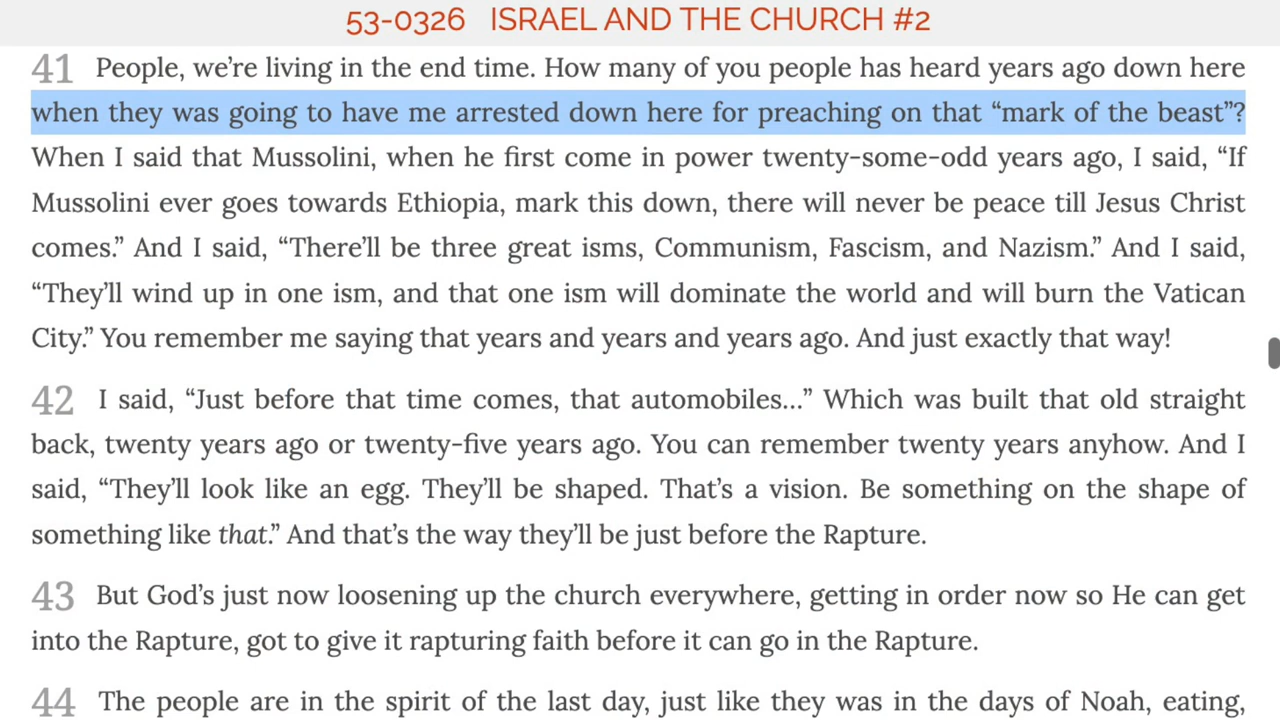 53-0326 ISRAEL AND THE CHURCH #2
41 People, we’re living in the end time. How many of you people has heard years ago down here
when they was going to have me arrested down here for preaching on that “mark of the beast”?
When I said that Mussolini, when he first come in power twenty-some-odd years ago, I said, “If
Mussolini ever goes towards Ethiopia, mark this down, there will never be peace till Jesus Christ
comes.” And I said, “There’ll be three great isms, Communism, Fascism, and Nazism.” And I said,
“They’ll wind up in one ism, and that one ism will dominate the world and will burn the Vatican
City.” You remember me saying that years and years and years ago. And just exactly that way!
42 I said, “Just before that time comes, that automobiles…” Which was built that old straight
back, twenty years ago or twenty-five years ago. You can remember twenty years anyhow. And I
said, “They’ll look like an egg. They’ll be shaped. That’s a vision. Be something on the shape of
something like that.” And that’s the way they’ll be just before the Rapture.
43 But God’s just now loosening up the church everywhere, getting in order now so He can get
into the Rapture, got to give it rapturing faith before it can go in the Rapture.
44 The people are in the spirit of the last day, just like they was in the days of Noah, eating,